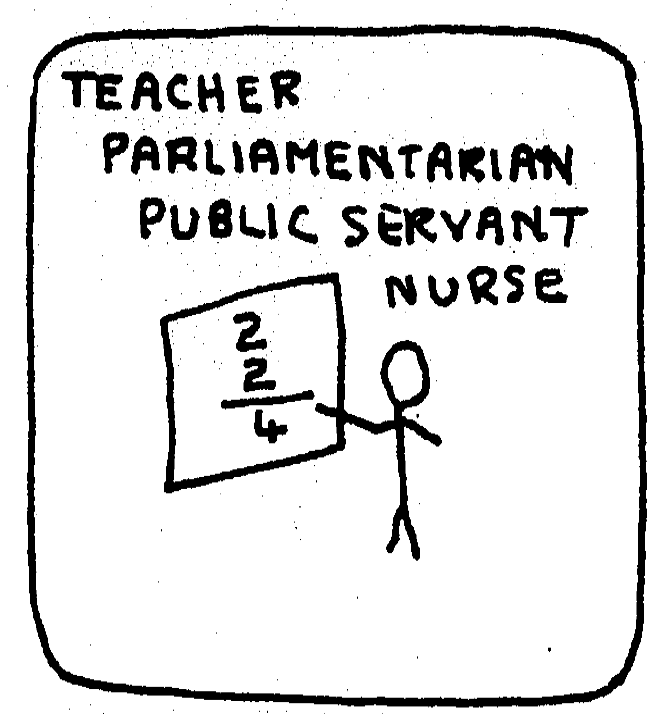 TEACHER
PARLIAMENTARIAN
PUBLIC SERVANT
NURSE
2
2
4